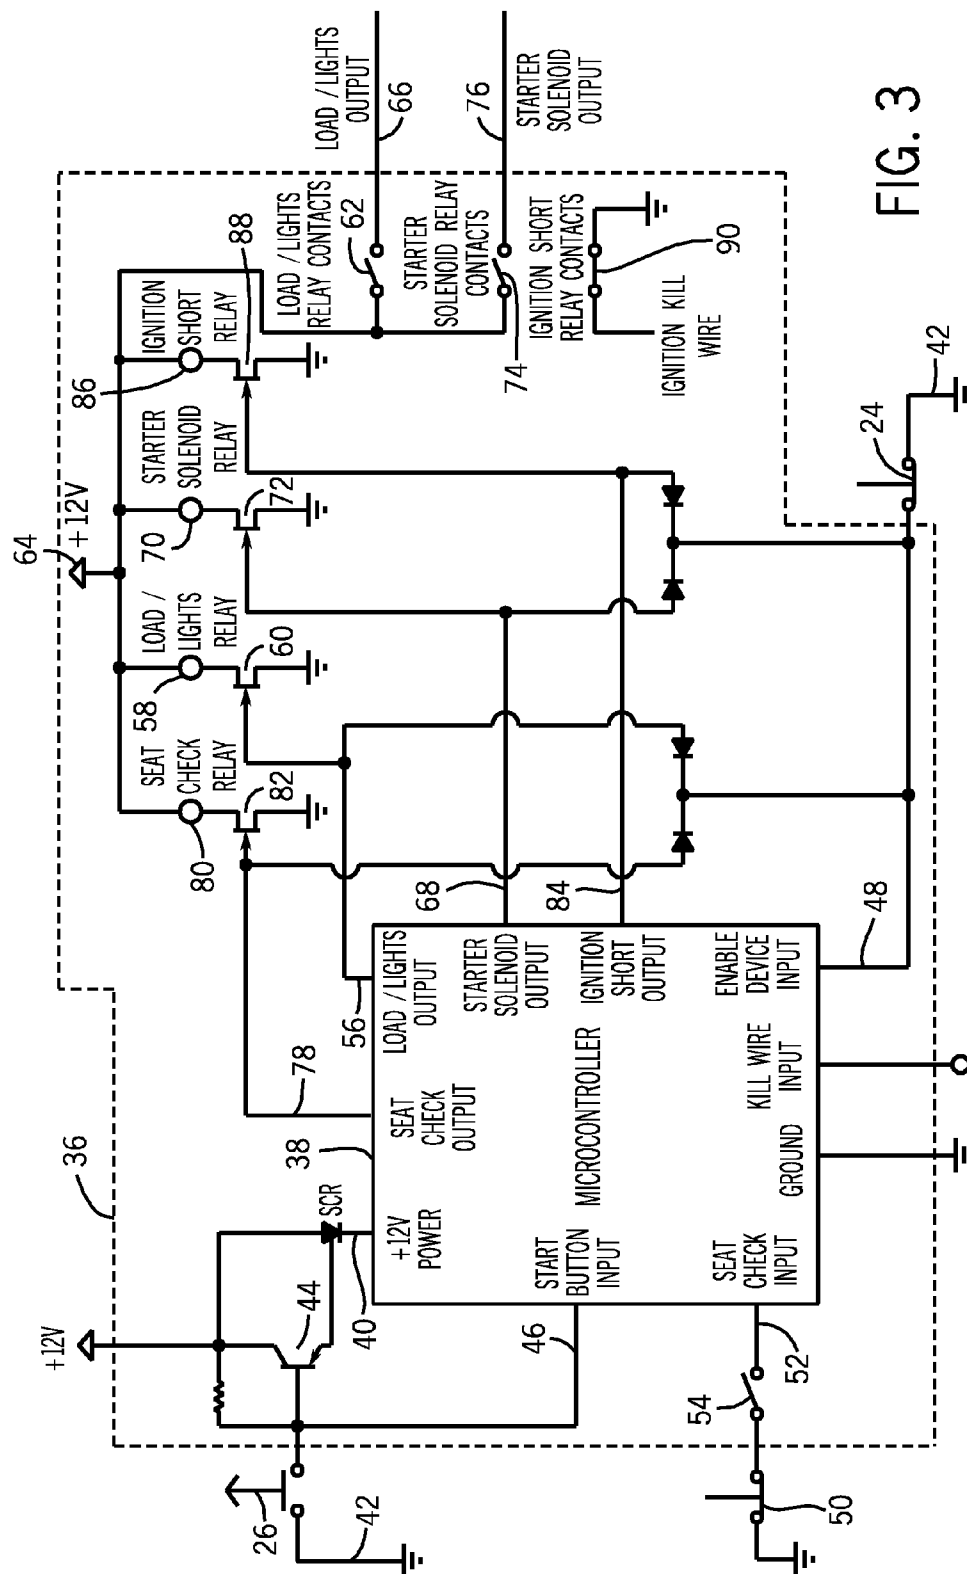 36
+12V
44
SCR
40
38
78
56
26
42
46
54
52
50
+12V
POWER
SEAT
CHECK
OUTPUT
LOAD / LIGHTS
OUTPUT
START
BUTTON
INPUT
MICROCONTROLLER
STARTER
SOLENOID
OUTPUT
IGNITION
SHORT
OUTPUT
SEAT
CHECK
INPUT
GROUND
KILL WIRE
INPUT
ENABLE
DEVICE
INPUT
48
68
84
80
SEAT
CHECK
RELAY
82
58
LOAD /
LIGHTS
RELAY
60
64
+12V
70
STARTER
SOLENOID
RELAY
72
86
IGNITION
SHORT
RELAY
88
LOAD / LIGHTS
RELAY CONTACTS
62
STARTER
SOLENOID RELAY
CONTACTS
74
IGNITION SHORT
RELAY CONTACTS
90
IGNITION KILL
WIRE
LOAD / LIGHTS
OUTPUT
66
76
STARTER
SOLENOID
OUTPUT
24
42
FIG. 3